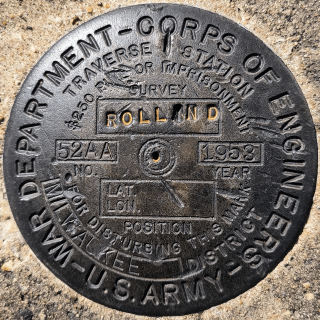 WAR DEPARTMENT-CORPS OF ENGINEERS-
-U.S. ARMY-
TRAVERSE STATION
$250 FINE OR IMPRISONMENT
SURVEY
ROLLAND
52AA 1953
NO. YEAR
LAT.
LON.
POSITION
FOR DISTURBING THIS MARK
MILWAUKEE DISTRICT